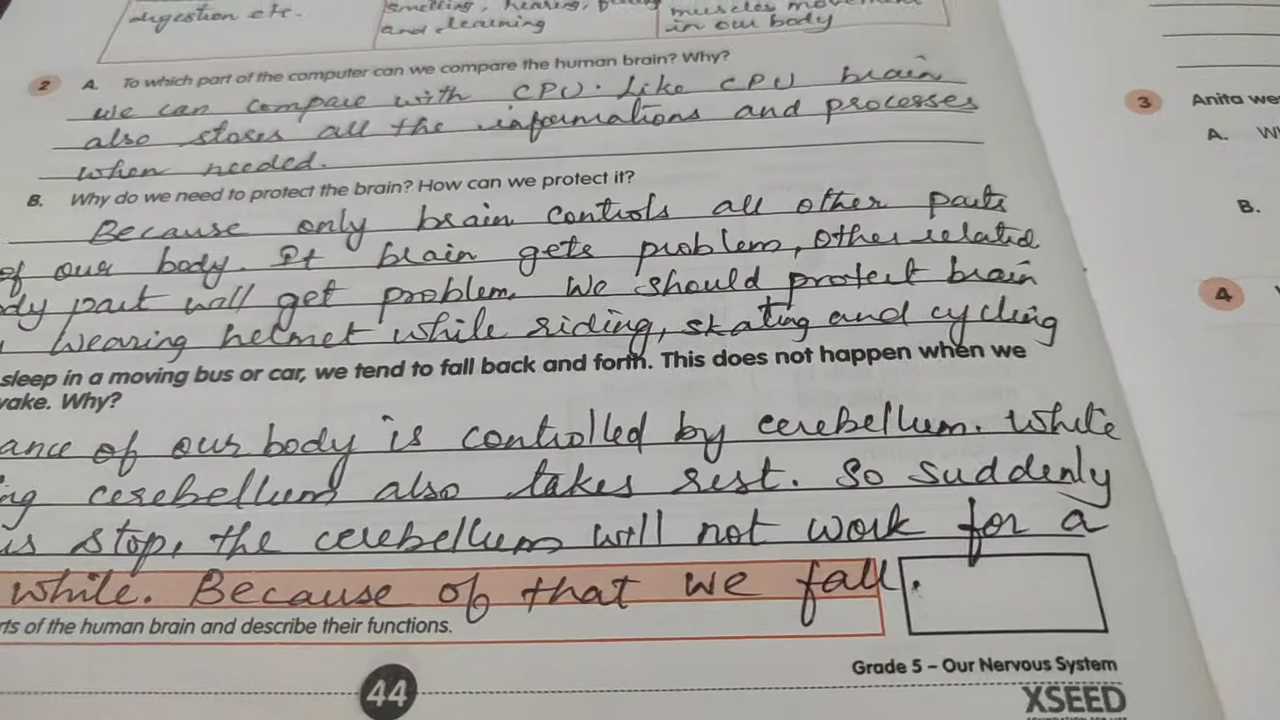 digestion etc.
smelling, hearing,
and learning
muscles movement
in our body
2 A. To which part of the computer can we compare the human brain? Why?
we can compare with CPU. Like CPU brain
also stores all the informations and processes
when needed.
B. Why do we need to protect the brain? How can we protect it?
Because only brain controls all other parts
of our body. If brain gets problem, other related
dy part will get problem. We should protect brain
wearing helmet while riding, skating and cycling
sleep in a moving bus or car, we tend to fall back and forth. This does not happen when we
wake. Why?
ance of our body is controlled by cerebellum. While
ng cerebellum also takes rest. So suddenly
is stop, the cerebellum will not work for a
while. Because of that we fall.
rts of the human brain and describe their functions.
Grade 5 – Our Nervous System
44
XSEED
3 Anita we
A. Wh
B.
4